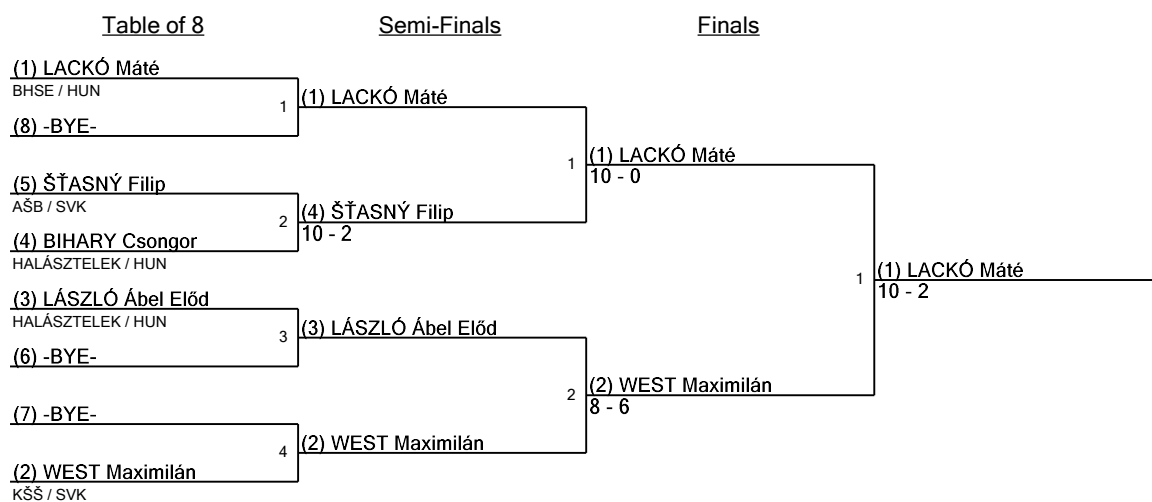 Table of 8
Semi-Finals
Finals
(1) LACKÓ Máté
BHSE / HUN
1
(8) -BYE-
(5) ŠŤASNÝ Filip
AŠB / SVK
2
(4) BIHARY Csongor
HALÁSZTELEK / HUN
(3) LÁSZLÓ Ábel Előd
HALÁSZTELEK / HUN
3
(6) -BYE-
(7) -BYE-
4
(2) WEST Maximilán
KŠŠ / SVK
(1) LACKÓ Máté
1
(4) ŠŤASNÝ Filip
10 - 2
(3) LÁSZLÓ Ábel Előd
2
(2) WEST Maximilán
(1) LACKÓ Máté
10 - 0
1
(2) WEST Maximilán
8 - 6
(1) LACKÓ Máté
10 - 2